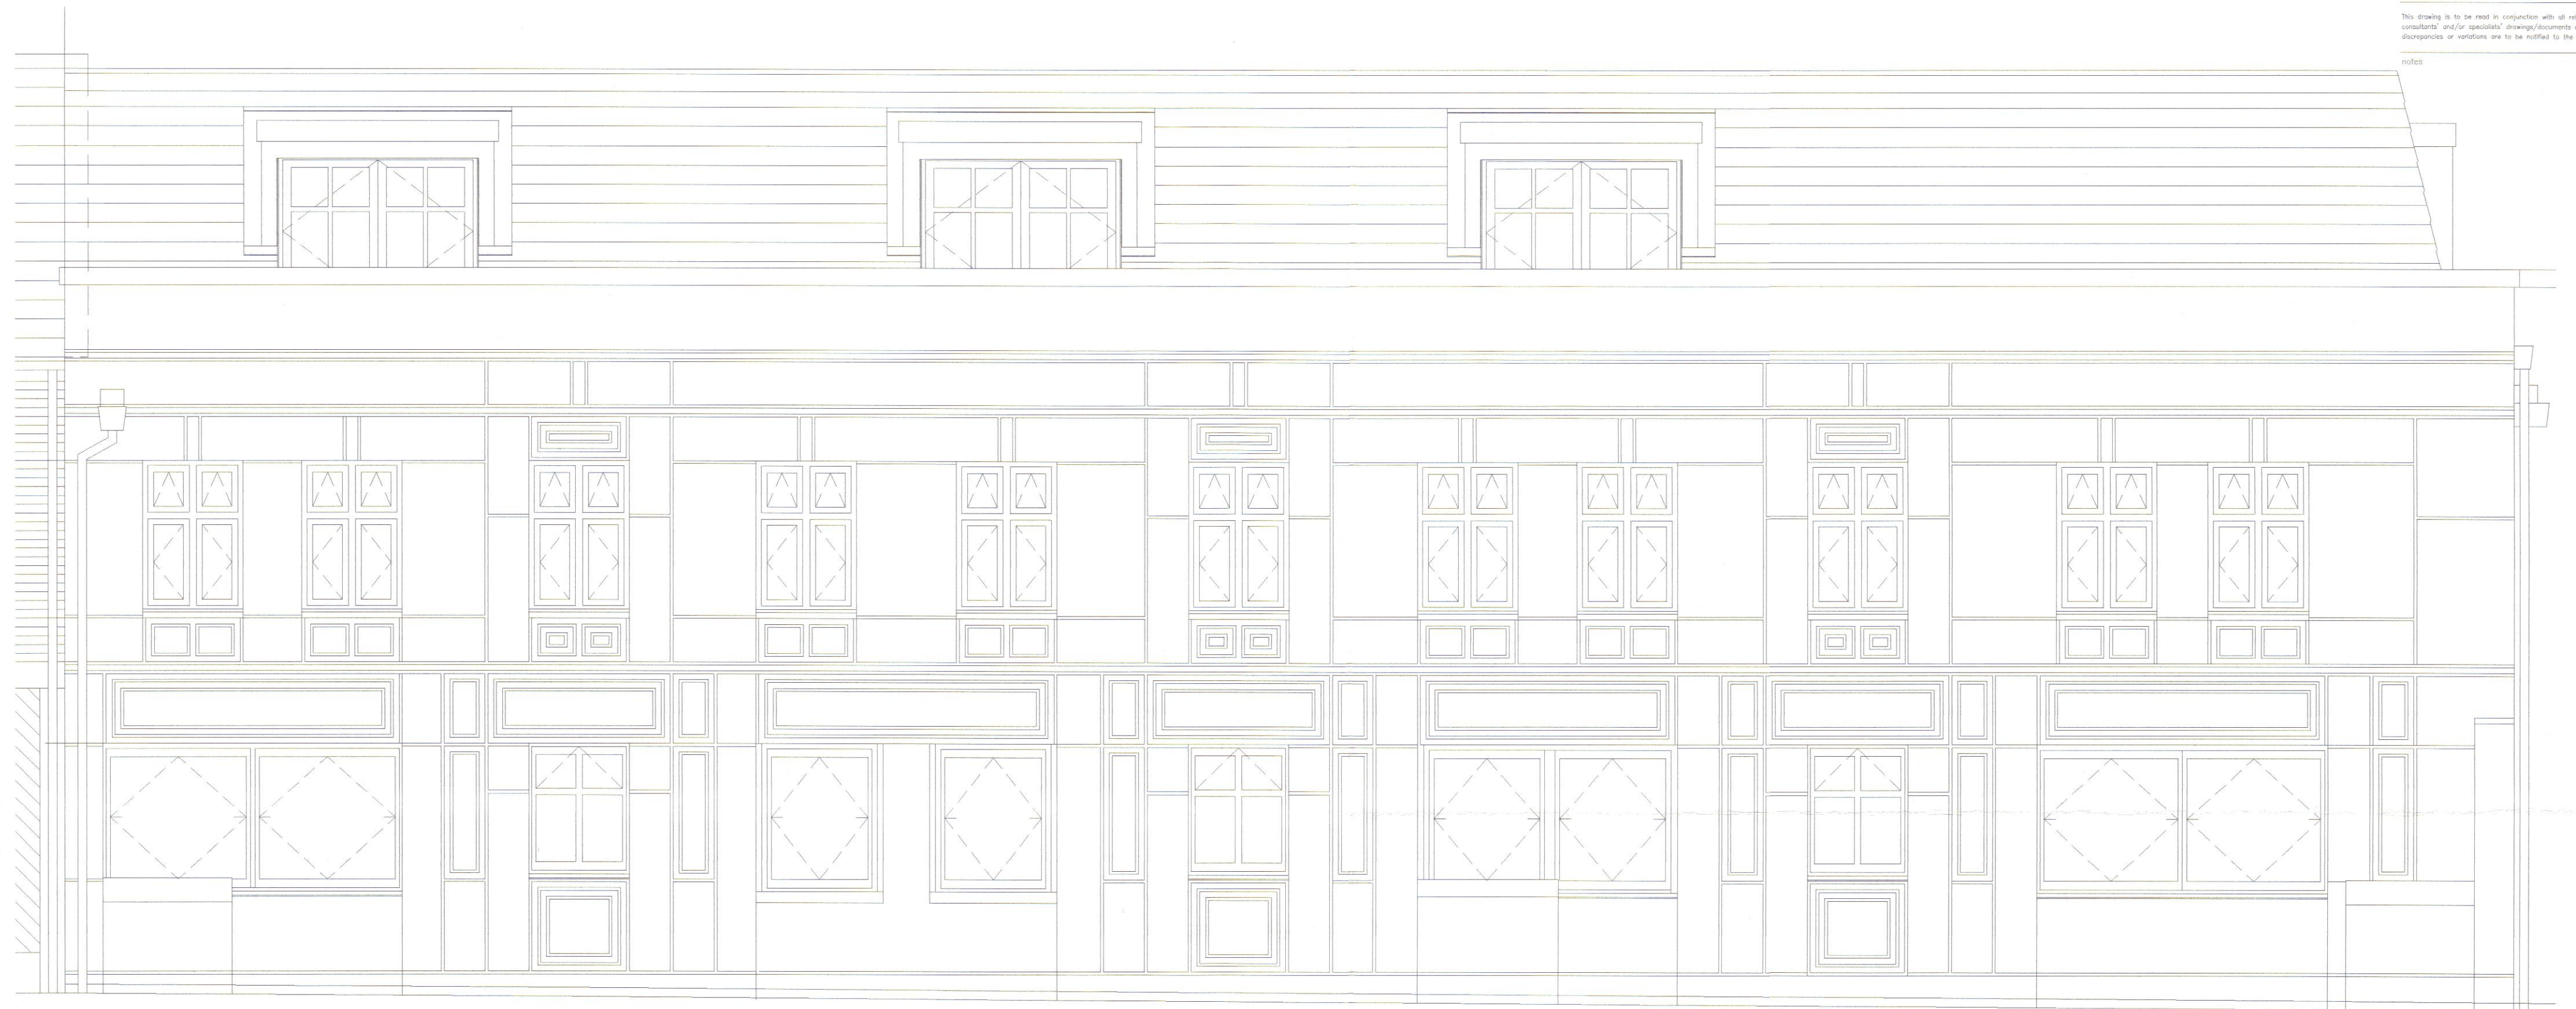 This drawing is to be read in conjunction with all
consultants' and/or specialists' drawings/documents
discrepancies or variations are to be notified to the
notes